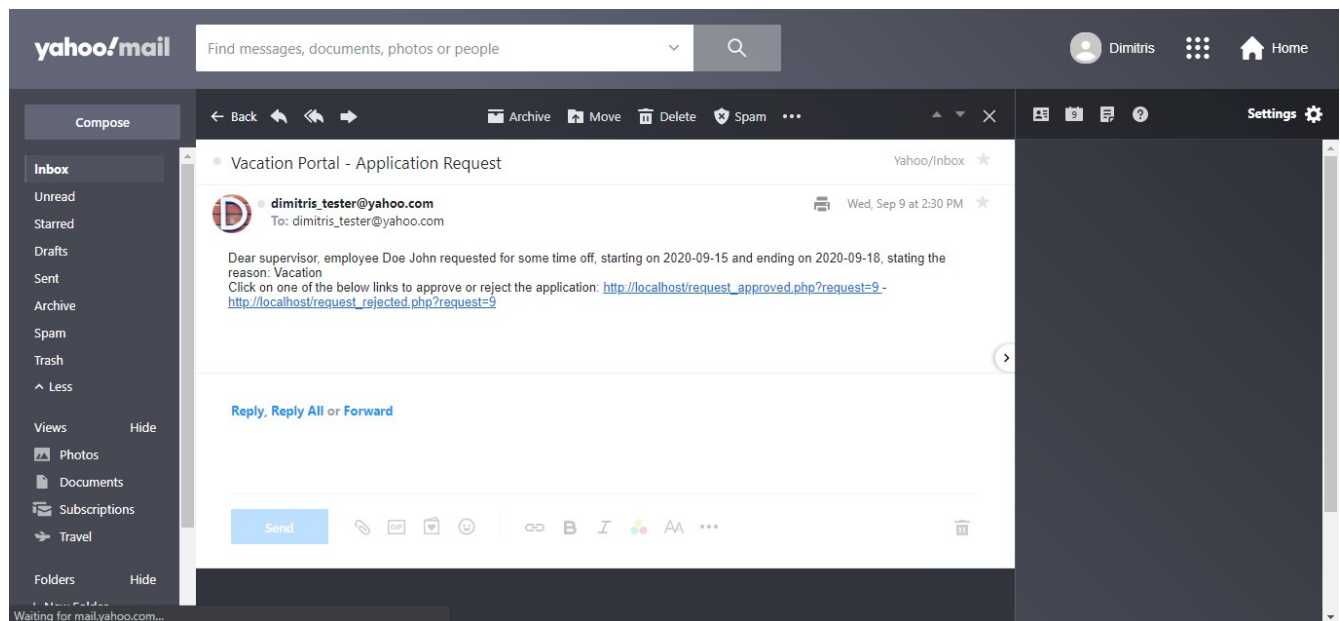 yahoo!mail
Find messages, documents, photos or people
Dimitris
Home
Compose
Back
Archive
Move
Delete
Spam
9
Settings
Inbox
Unread
Starred
Drafts
Sent
Archive
Spam
Trash
Less
Views Hide
Photos
Documents
Subscriptions
Travel
Folders Hide
Waiting for mail.yahoo.com...
Vacation Portal - Application Request
Yahoo/Inbox
D
dimitris_tester@yahoo.com
Wed, Sep 9 at 2:30 PM
To: dimitris_tester@yahoo.com
Dear supervisor, employee Doe John requested for some time off, starting on 2020-09-15 and ending on 2020-09-18, stating the
reason: Vacation
Click on one of the below links to approve or reject the application: http://localhost/request_approved.php?request=9 -
http://localhost/request_rejected.php?request=9
Reply, Reply All or Forward
Send
GIF
B
I
AA